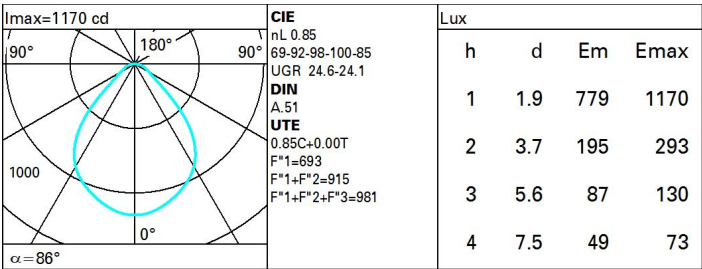 Imax=1170 cd
90°
180°
90°
1000
0°
α=86°
CIE
nL 0.85
69-92-98-100-85
UGR 24.6-24.1
DIN
A.51
UTE
0.85C+0.00T
F"1=693
F"1+F"2=915
F"1+F"2+F"3=981
Lux
h d Em Emax
1 1.9 779 1170
2 3.7 195 293
3 5.6 87 130
4 7.5 49 73